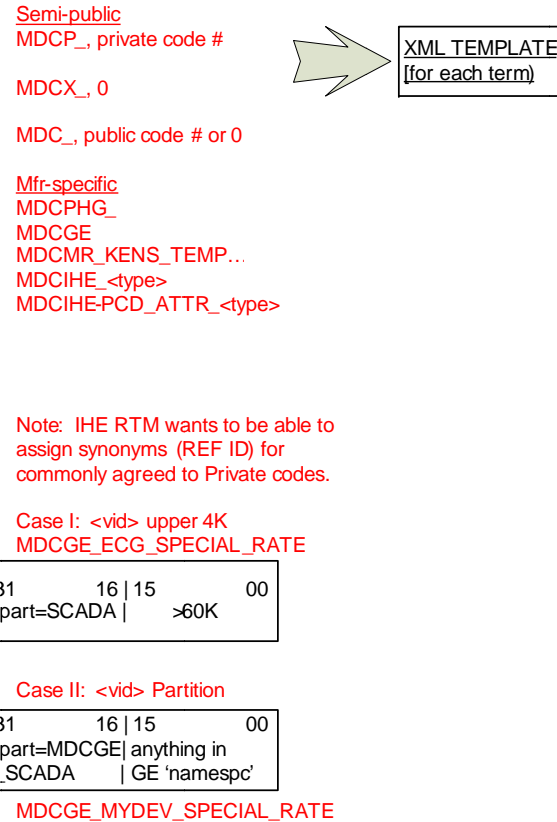 Semi-public
MDCP_, private code #
MDCX_, 0
MDC_, public code # or 0
Mfr-specific
MDCPHG_
MDCGE
MDCMR_KENS_TEMP…
MDCIHE_<type>
MDCIHE-PCD_ATTR_<type>
XML TEMPLATE
[for each term)
Note: IHE RTM wants to be able to
assign synonyms (REF ID) for
commonly agreed to Private codes.
Case I: <vid> upper 4K
MDCGE_ECG_SPECIAL_RATE
31 16 | 15 00
part=SCADA | >60K
Case II: <vid> Partition
31 16 | 15 00
part=MDCGE| anything in
_SCADA | GE ‘namespc’
MDCGE_MYDEV_SPECIAL_RATE